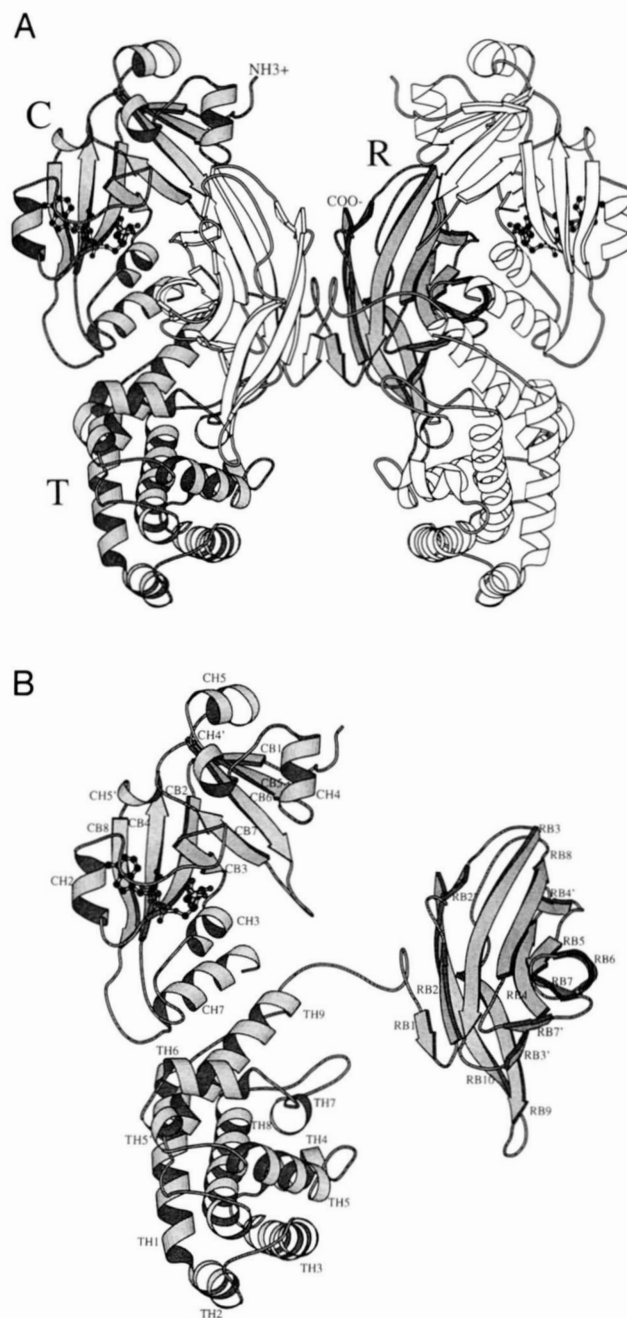 A
NH3+
C
R
COO-
T
B
CH5
CH4'
CB1
CB5
CB6
CH4
CH5'
CB2
CB4
CB8
CB7
CB3
CH2
CH3
CH7
TH9
TH6
TH7
TH8
TH5'
TH4
TH5
TH1
TH3
TH2
RB3
RB8
RB2'
RB4'
RB5
RB6
RB7
RB2
RB4
RB1
RB7'
RB3'
RB10
RB9